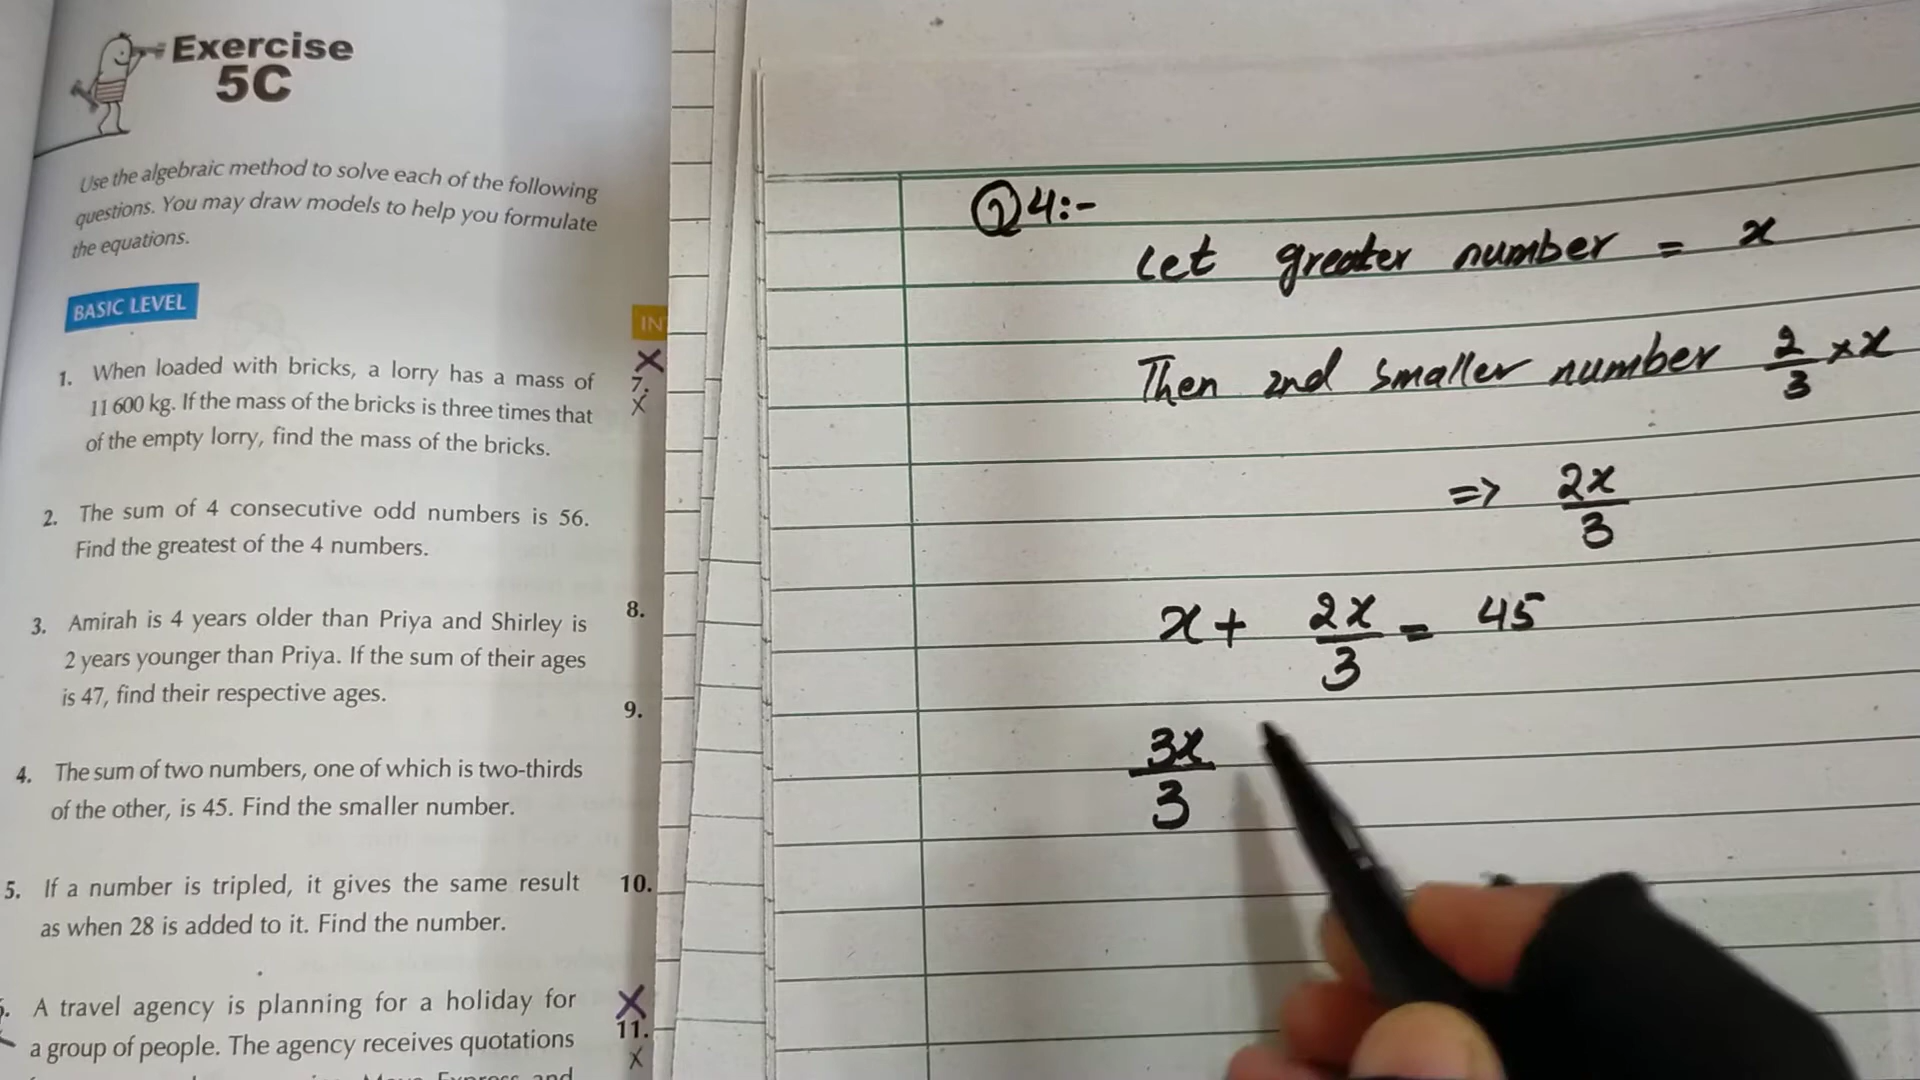 Exercise
5C
Use the algebraic method to solve each of the following
questions. You may draw models to help you formulate
the equations.
BASIC LEVEL
1. When loaded with bricks, a lorry has a mass of
11 600 kg. If the mass of the bricks is three times that
of the empty lorry, find the mass of the bricks.
2. The sum of 4 consecutive odd numbers is 56.
Find the greatest of the 4 numbers.
3. Amirah is 4 years older than Priya and Shirley is
2 years younger than Priya. If the sum of their ages
is 47, find their respective ages.
4. The sum of two numbers, one of which is two-thirds
of the other, is 45. Find the smaller number.
5. If a number is tripled, it gives the same result
as when 28 is added to it. Find the number.
A travel agency is planning for a holiday for
a group of people. The agency receives quotations
and
IN
X
7.
X
8.
9.
10.
X
11.
X
Q4:-
Let greater number = x
Then 2nd smaller number 2/3 × x
=> 2x/3
x + 2x/3 = 45
3x/3